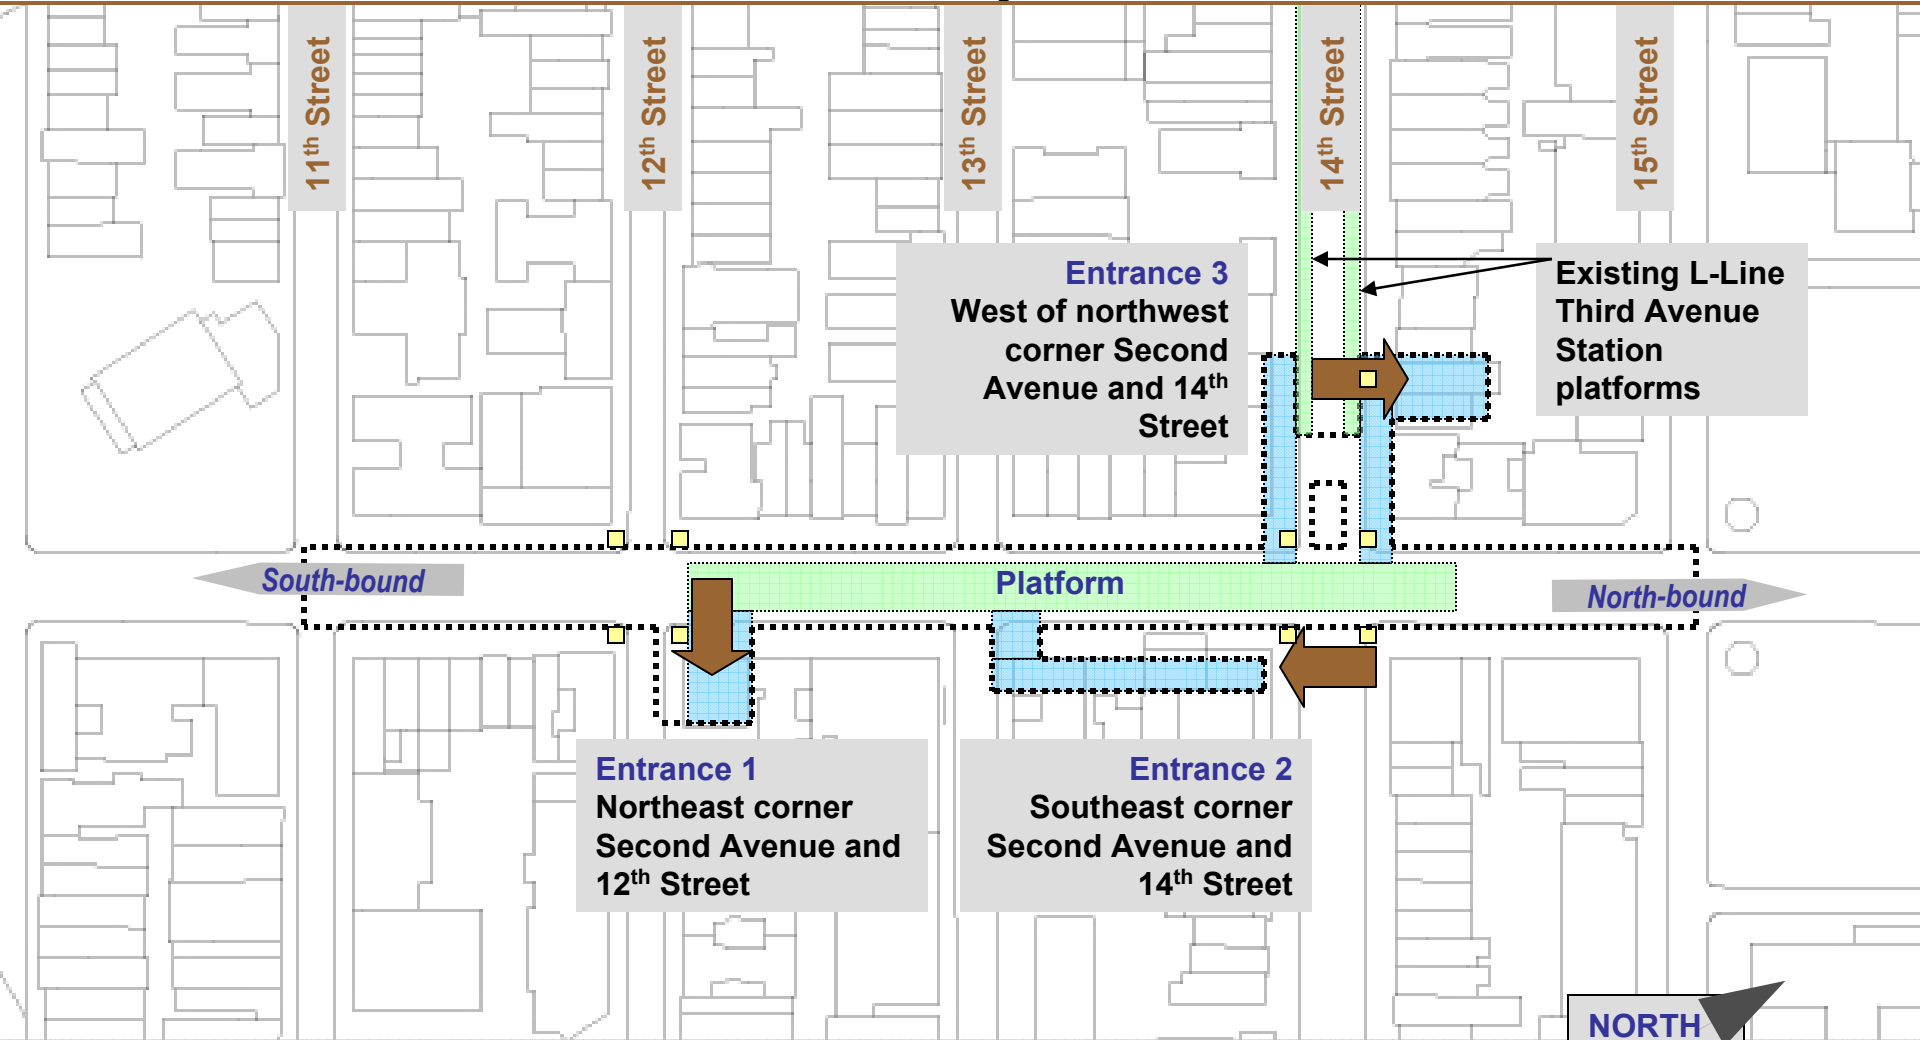 11th Street
12th Street
13th Street
14th Street
15th Street
Entrance 3
West of northwest
corner Second
Avenue and 14th
Street
Existing L-Line
Third Avenue
Station
platforms
South-bound
Platform
North-bound
Entrance 1
Northeast corner
Second Avenue and
12th Street
Entrance 2
Southeast corner
Second Avenue and
14th Street
NORTH